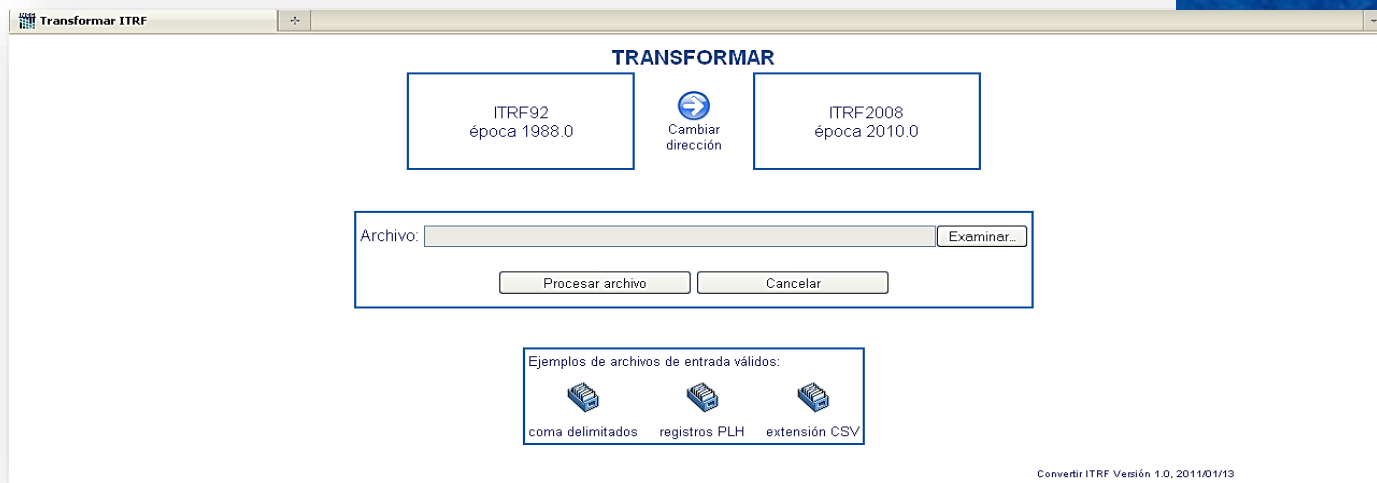 Transformar ITRF
TRANSFORMAR
ITRF92
época 1988.0
Cambiar
dirección
ITRF2008
época 2010.0
Archivo:
Examinar...
Procesar archivo
Cancelar
Ejemplos de archivos de entrada válidos:
coma delimitados
registros PLH
extensión CSV
Convertir ITRF Versión 1.0, 2011/01/13